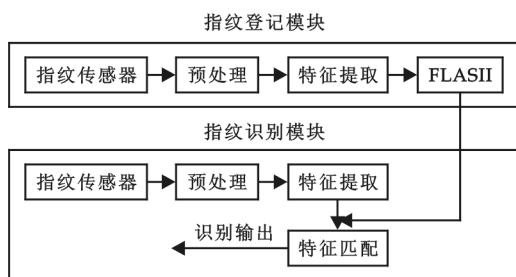 指纹登记模块
指纹传感器 预处理 特征提取 FLASII
指纹识别模块
指纹传感器 预处理 特征提取
识别输出
特征匹配